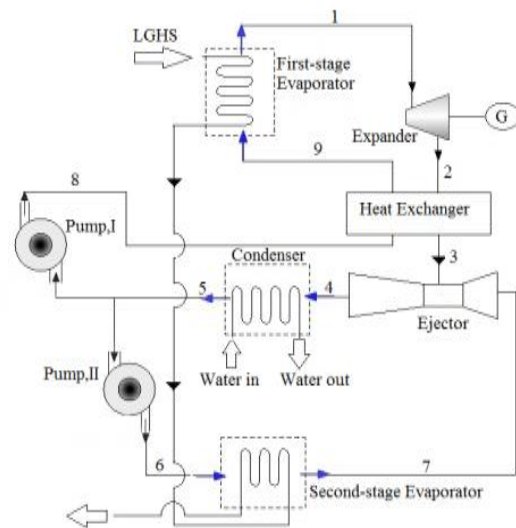 1
LGHS
First-stage
Evaporator
G
Expander
9
2
8
Heat Exchanger
Pump,I
Condenser
3
5
4
Ejector
Pump,II
Water in
Water out
6
7
Second-stage Evaporator